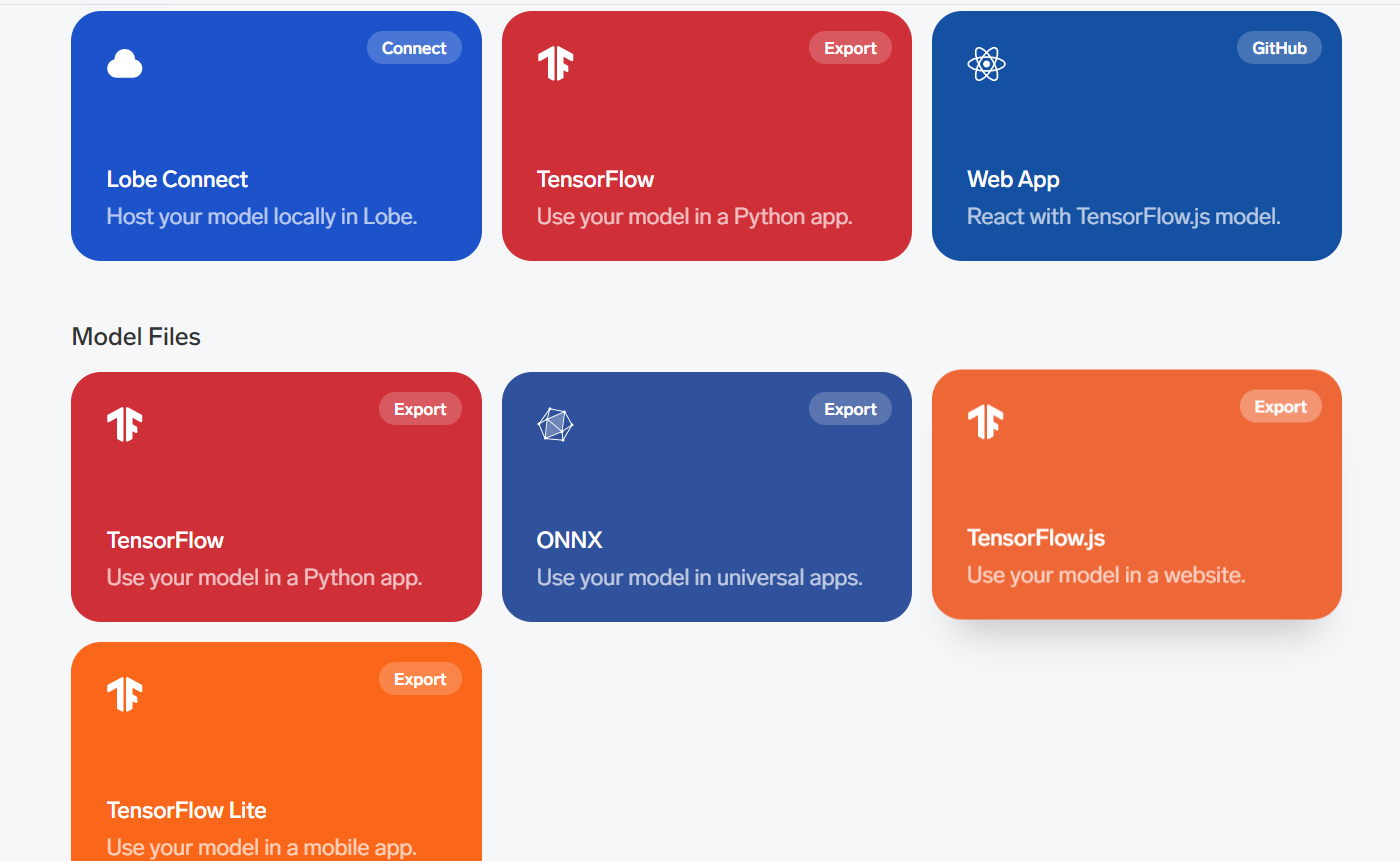 Connect
Export
GitHub
Lobe Connect
TensorFlow
Web App
Host your model locally in Lobe.
Use your model in a Python app.
React with TensorFlow.js model.
Model Files
Export
Export
Export
TensorFlow
ONNX
TensorFlow.js
Use your model in a Python app.
Use your model in universal apps.
Use your model in a website.
Export
TensorFlow Lite
Use your model in a mobile app.